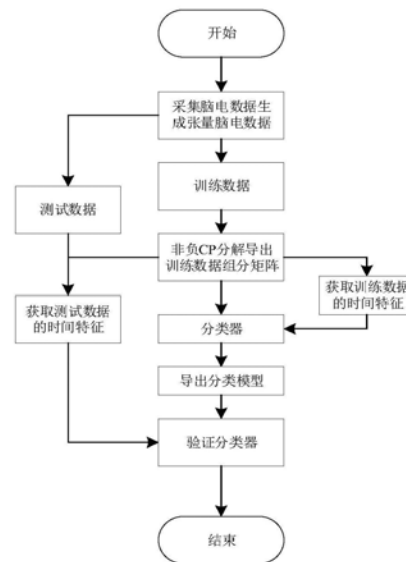 开始
采集脑电数据生
成张量脑电数据
训练数据
测试数据
非负CP分解导出
训练数据组分矩阵
获取训练数据
的时间特征
获取测试数据
的时间特征
分类器
导出分类模型
验证分类器
结束